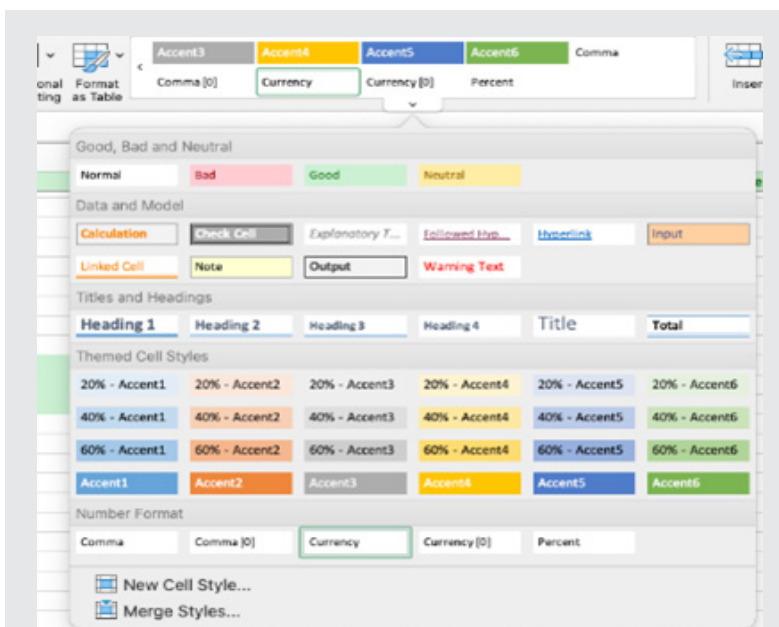 Accent3 Accent4 Accent5 Accent6 Comma
onal Format Comma [0] Currency Currency [0] Percent Inser
ting as Table
Good, Bad and Neutral
Normal Bad Good Neutral
Data and Model
Calculation Check Cell Explanatory T... Followed Hyp... Hyperlink Input
Linked Cell Note Output Warning Text
Titles and Headings
Heading 1 Heading 2 Heading 3 Heading 4 Title Total
Themed Cell Styles
20% - Accent1 20% - Accent2 20% - Accent3 20% - Accent4 20% - Accent5 20% - Accent6
40% - Accent1 40% - Accent2 40% - Accent3 40% - Accent4 40% - Accent5 40% - Accent6
60% - Accent1 60% - Accent2 60% - Accent3 60% - Accent4 60% - Accent5 60% - Accent6
Accent1 Accent2 Accent3 Accent4 Accent5 Accent6
Number Format
Comma Comma [0] Currency Currency [0] Percent
New Cell Style...
Merge Styles...